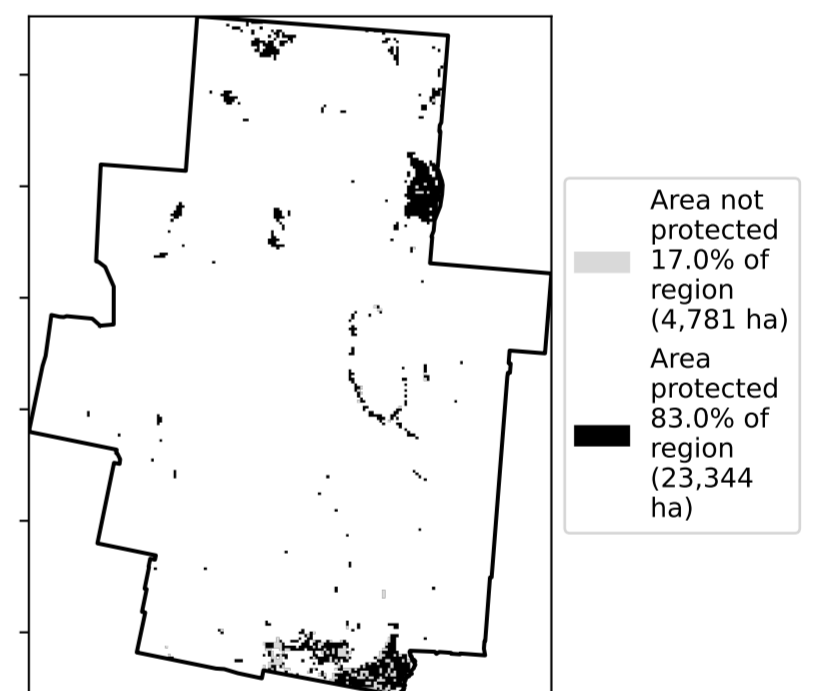 Area not
protected
17.0% of
region
(4,781 ha)
Area
protected
83.0% of
region
(23,344
ha)